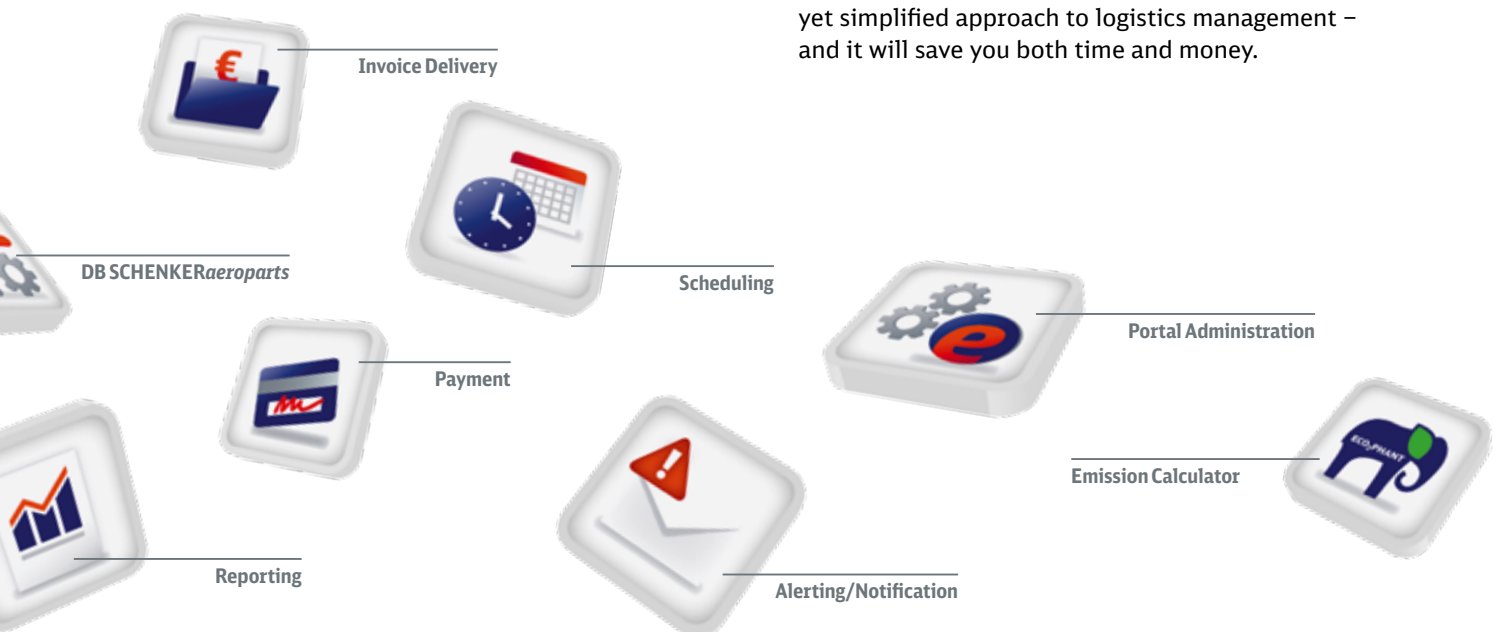 yet simplified approach to logistics management –
and it will save you both time and money.
€
Invoice Delivery
DB SCHENKERaeroparts
Scheduling
Portal Administration
e
Payment
ECO₂PHANT
Emission Calculator
Reporting
Alerting/Notification